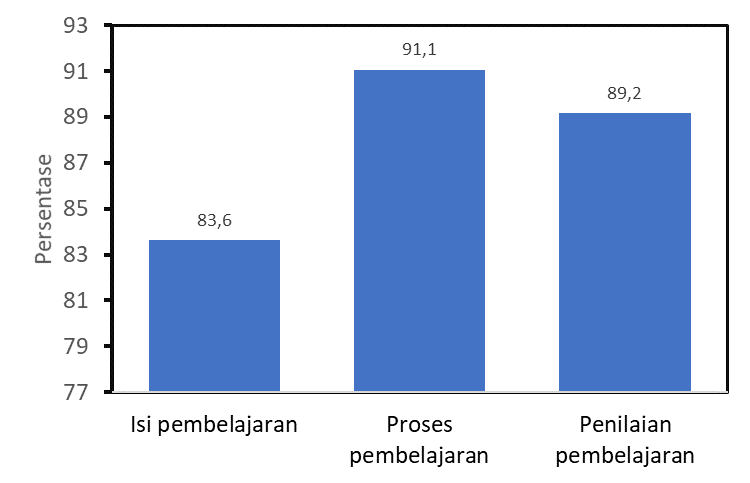 93
91
89
87
85
83
81
79
77
Persentase
83,6
91,1
89,2
Isi pembelajaran
Proses
pembelajaran
Penilaian
pembelajaran